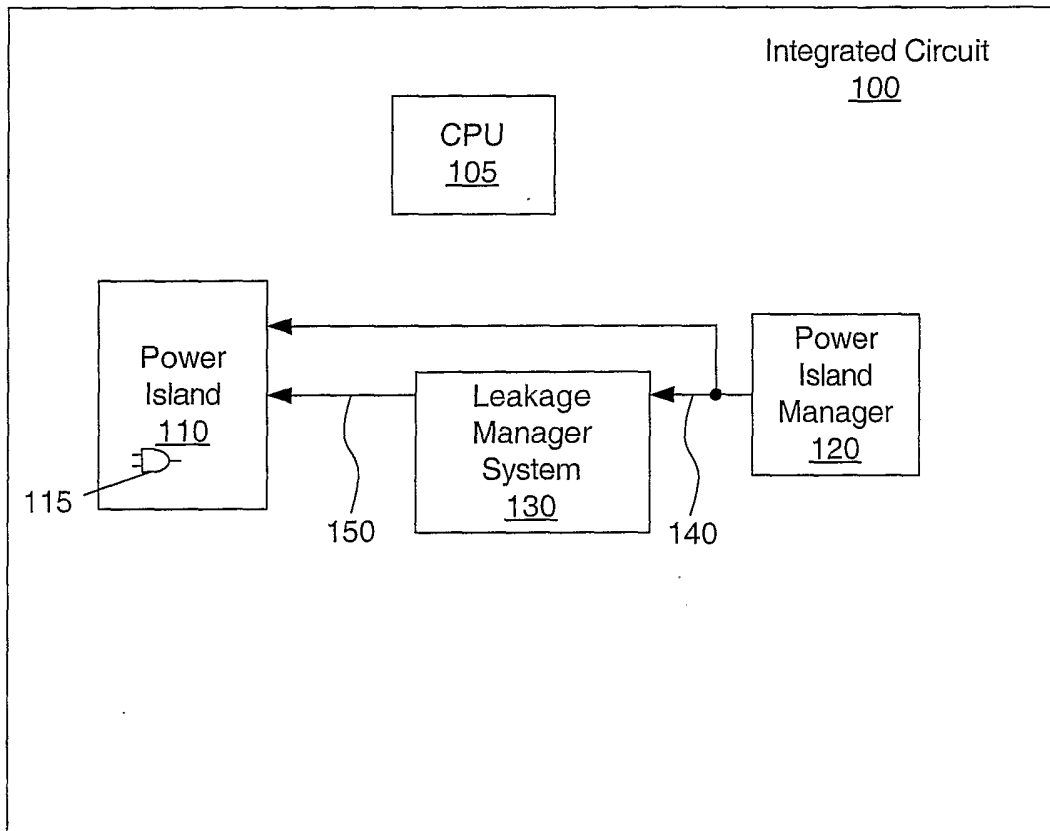 Integrated Circuit
100
CPU
105
Power
Island
110
115
Leakage
Manager
System
130
Power
Island
Manager
120
150
140